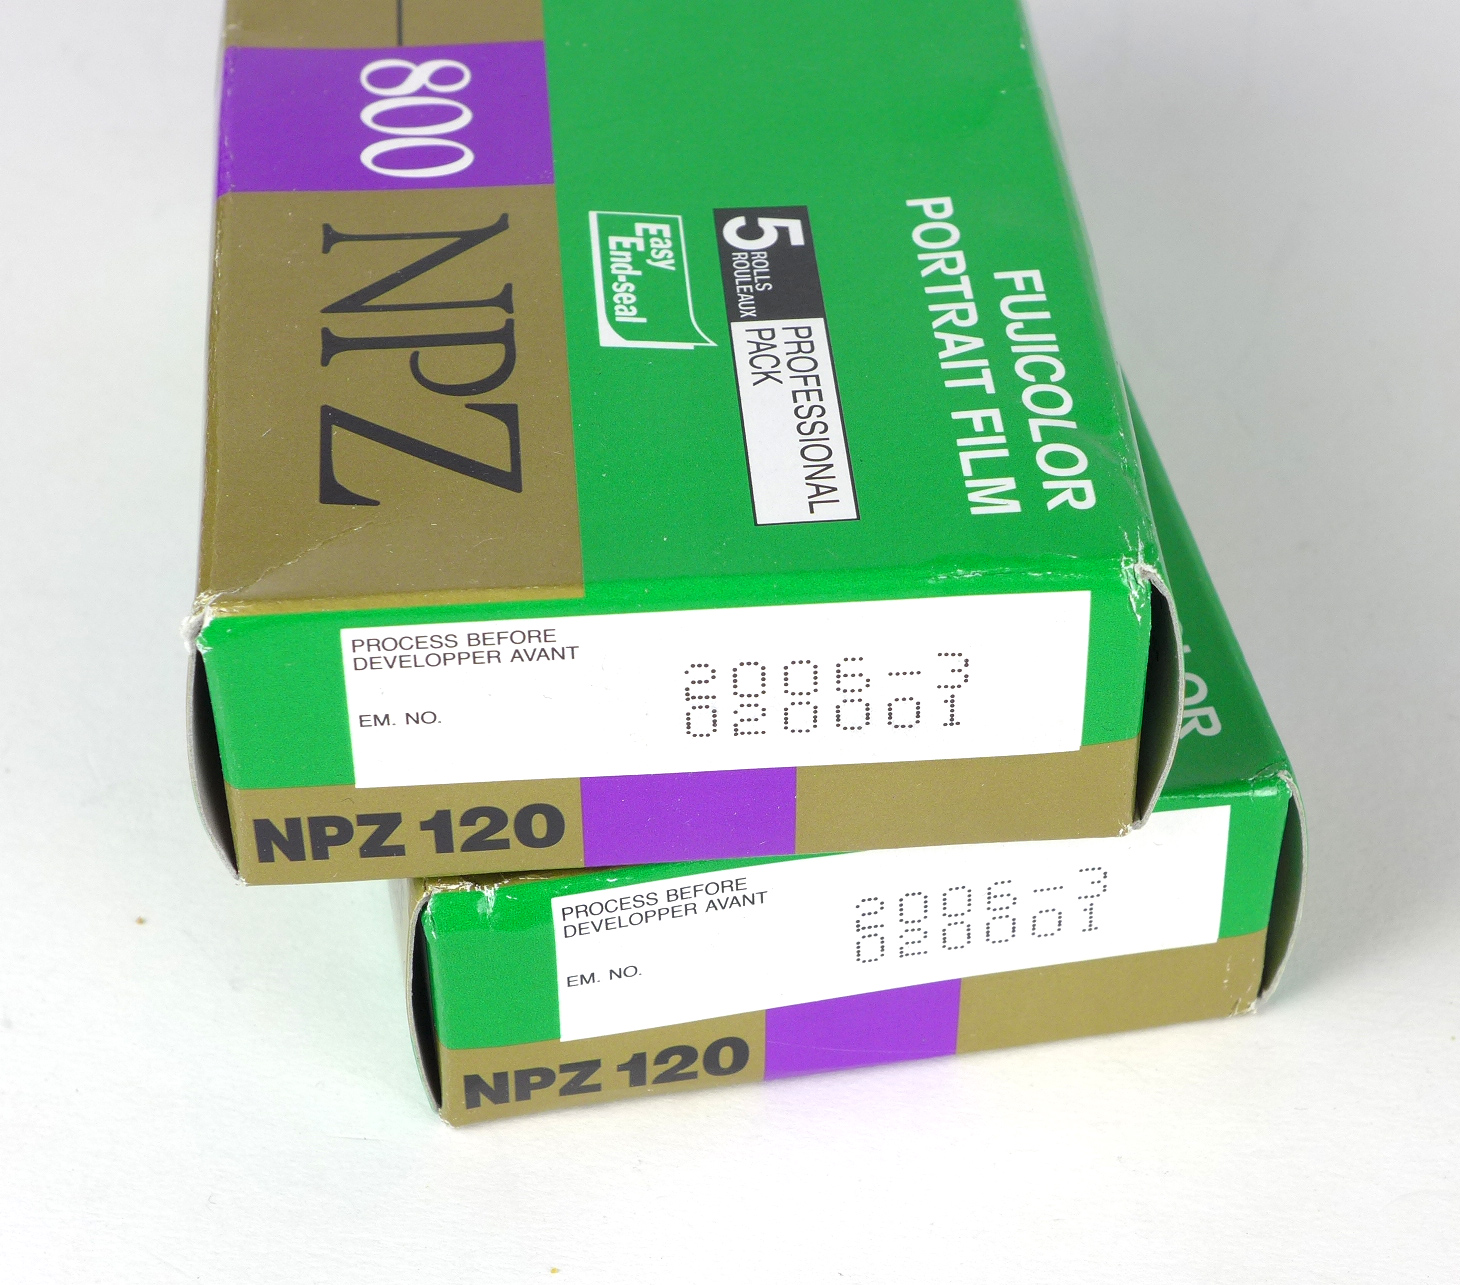 800
NPZ
FUJICOLOR
PORTRAIT FILM
5 ROLLS
ROULEAUX
PROFESSIONAL
PACK
Easy
End-seal
PROCESS BEFORE
DEVELOPPER AVANT
2006-3
EM. NO.
020001
NPZ 120
OR
PROCESS BEFORE
DEVELOPPER AVANT
2006-3
EM. NO.
020001
NPZ 120